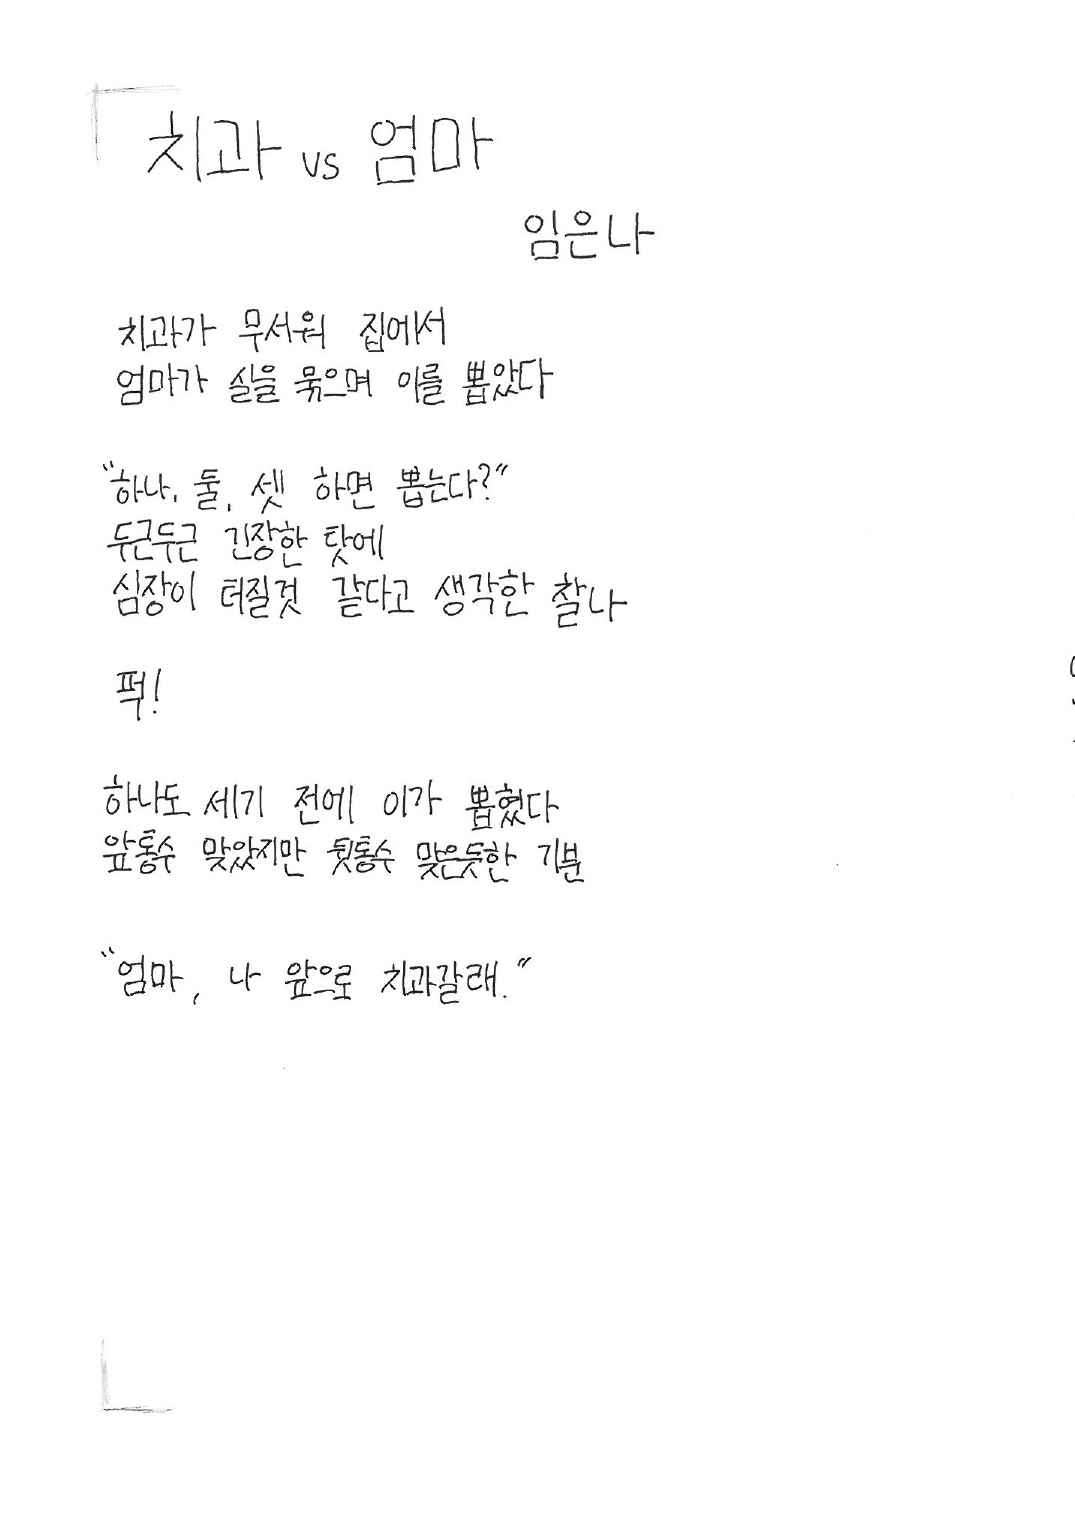 치과 vs 엄마
임은나
치과가 무서워 집에서
엄마가 실을 묶으며 이를 뽑았다
"하나, 둘, 셋 하면 뽑는다?"
두근두근 긴장한 탓에
심장이 터질것 같다고 생각한 찰나
퍽!
하나도 세기 전에 이가 뽑혔다
앞통수 맞았지만 뒷통수 맞은듯한 기분
"엄마, 나 앞으로 치과갈래."